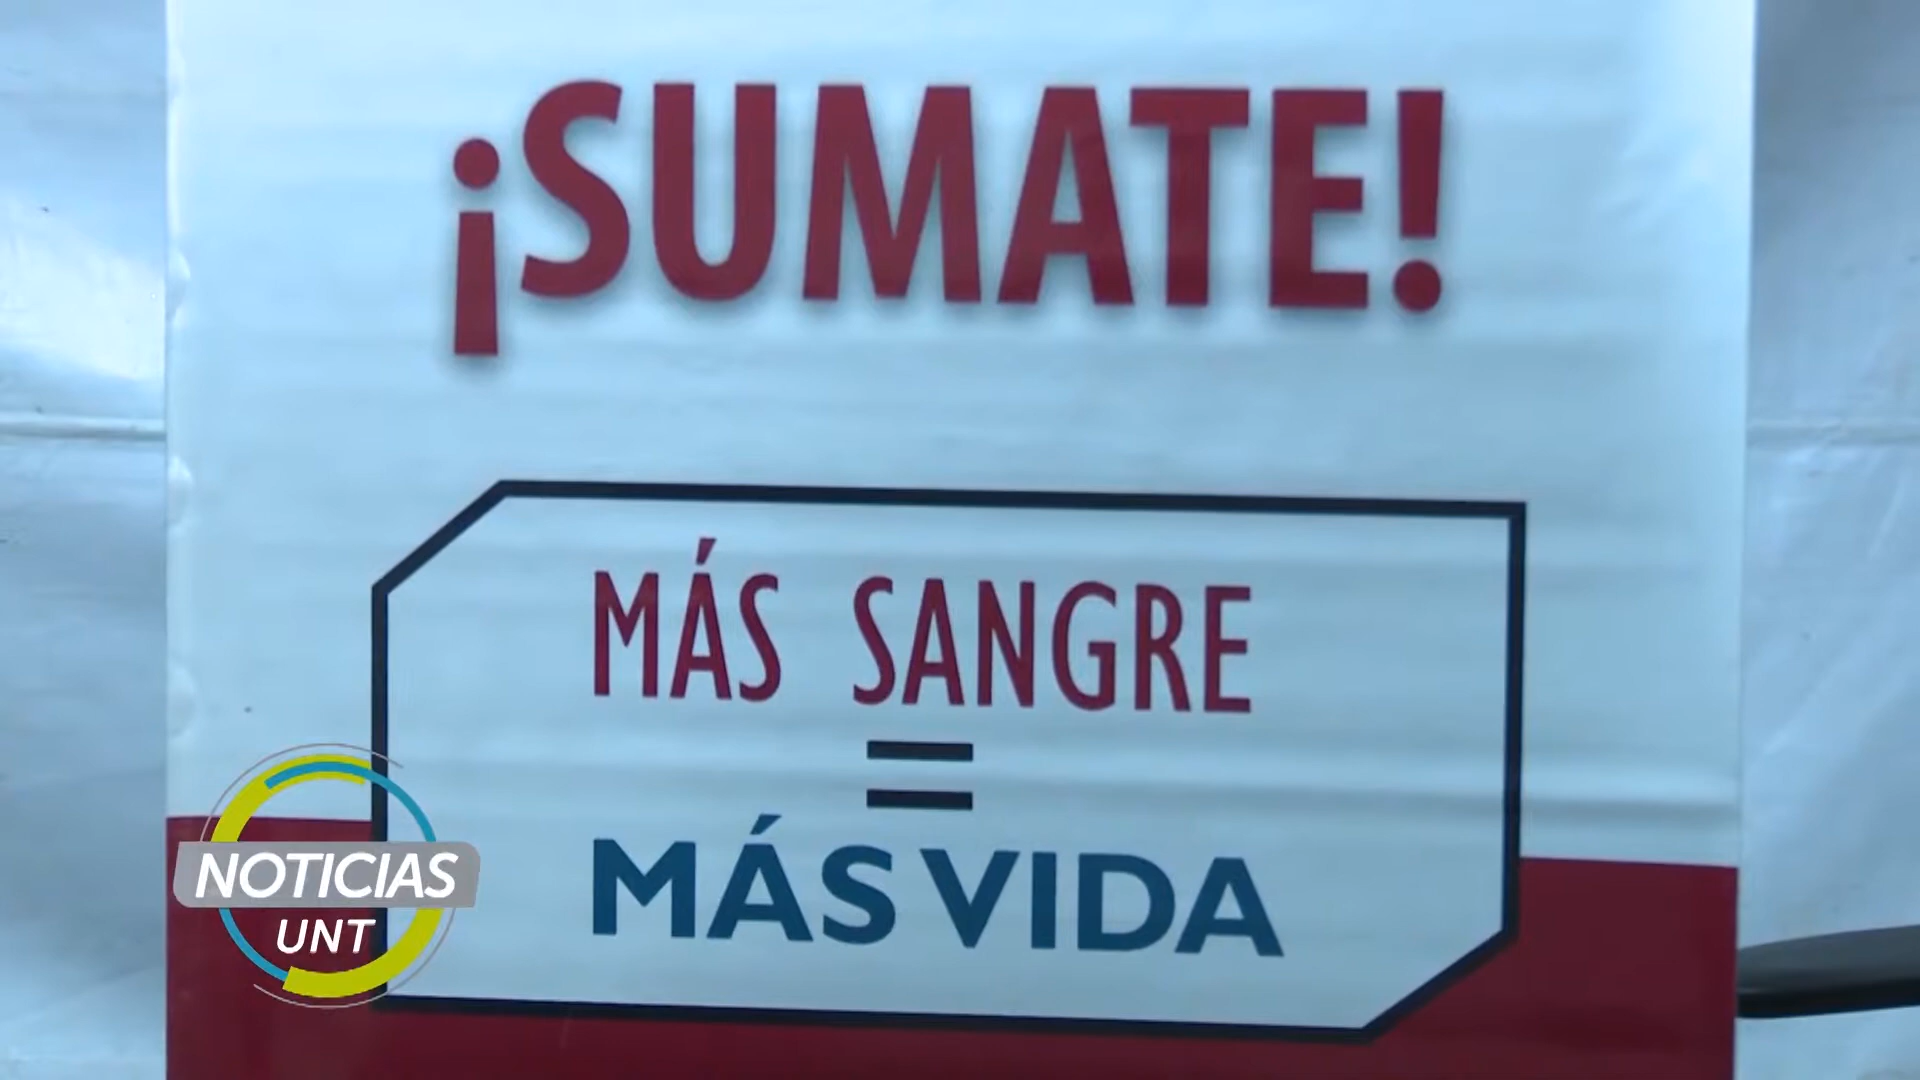 ¡SUMATE!
MÁS SANGRE
=
MÁS VIDA
NOTICIAS
UNT